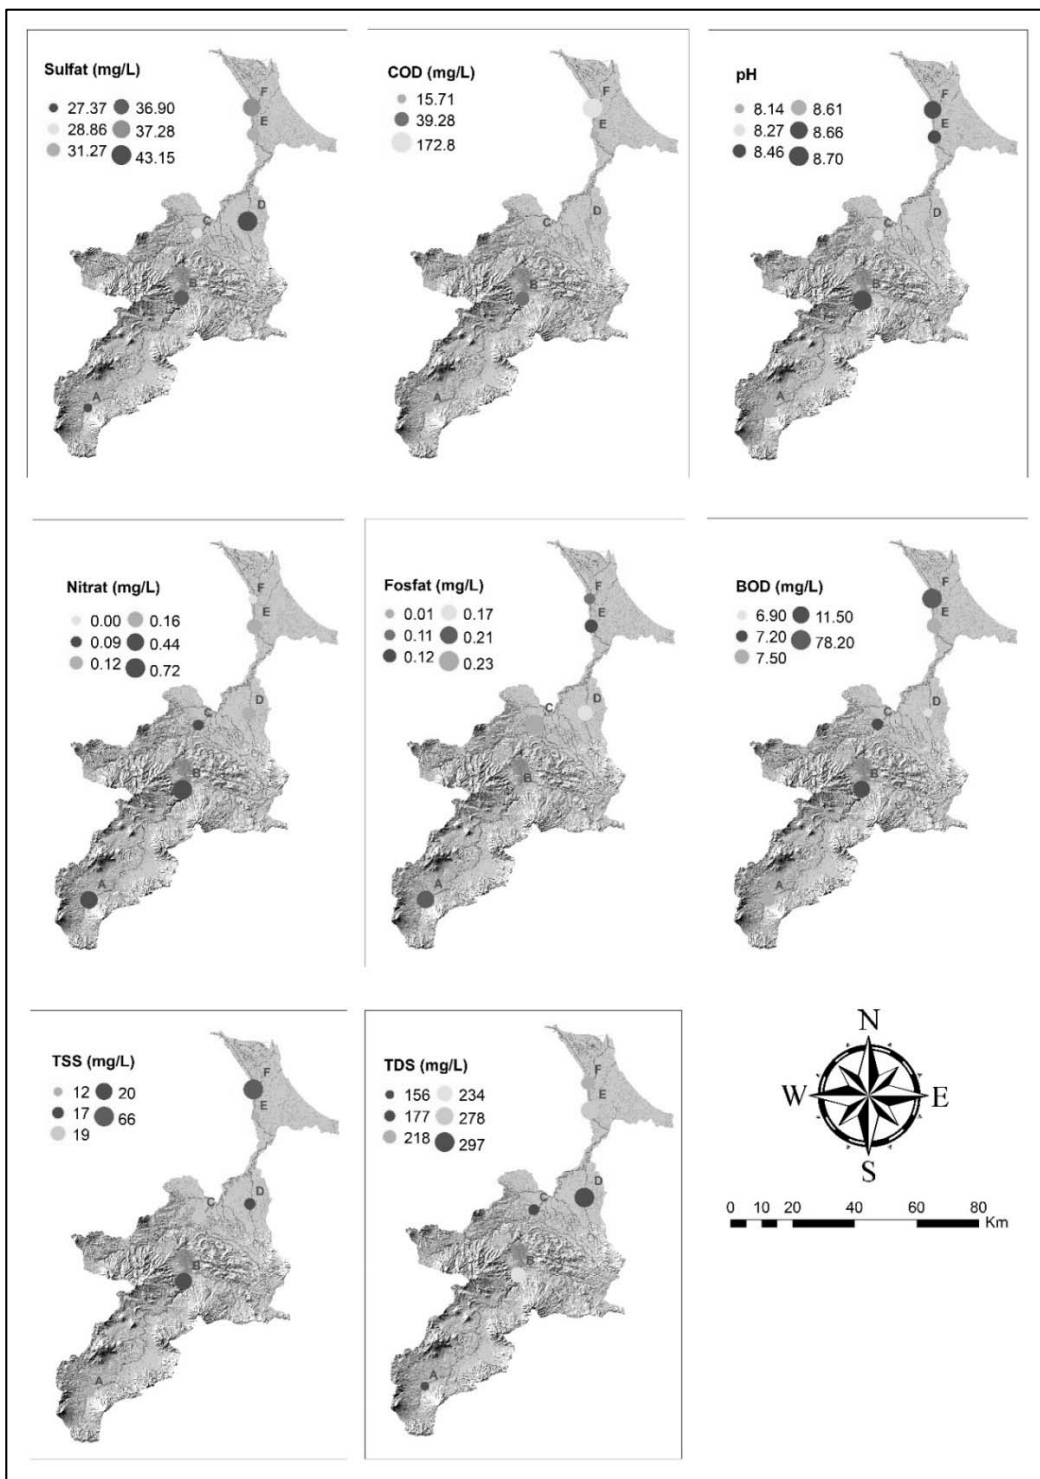 Sulfat (mg/L)
27.37 36.90
28.86 37.28
31.27 43.15
F
E
D
C
B
A
COD (mg/L)
15.71
39.28
172.8
F
E
D
C
B
A
pH
8.14 8.61
8.27 8.66
8.46 8.70
F
E
D
C
B
A
Nitrat (mg/L)
0.00 0.16
0.09 0.44
0.12 0.72
F
E
D
C
B
A
Fosfat (mg/L)
0.01 0.17
0.11 0.21
0.12 0.23
F
E
D
C
B
A
BOD (mg/L)
6.90 11.50
7.20 78.20
7.50
F
E
D
C
B
A
TSS (mg/L)
12 20
17 66
19
F
E
D
C
B
A
TDS (mg/L)
156 234
177 278
218 297
F
E
D
C
B
A
N
W E
S
0 10 20 40 60 80
Km